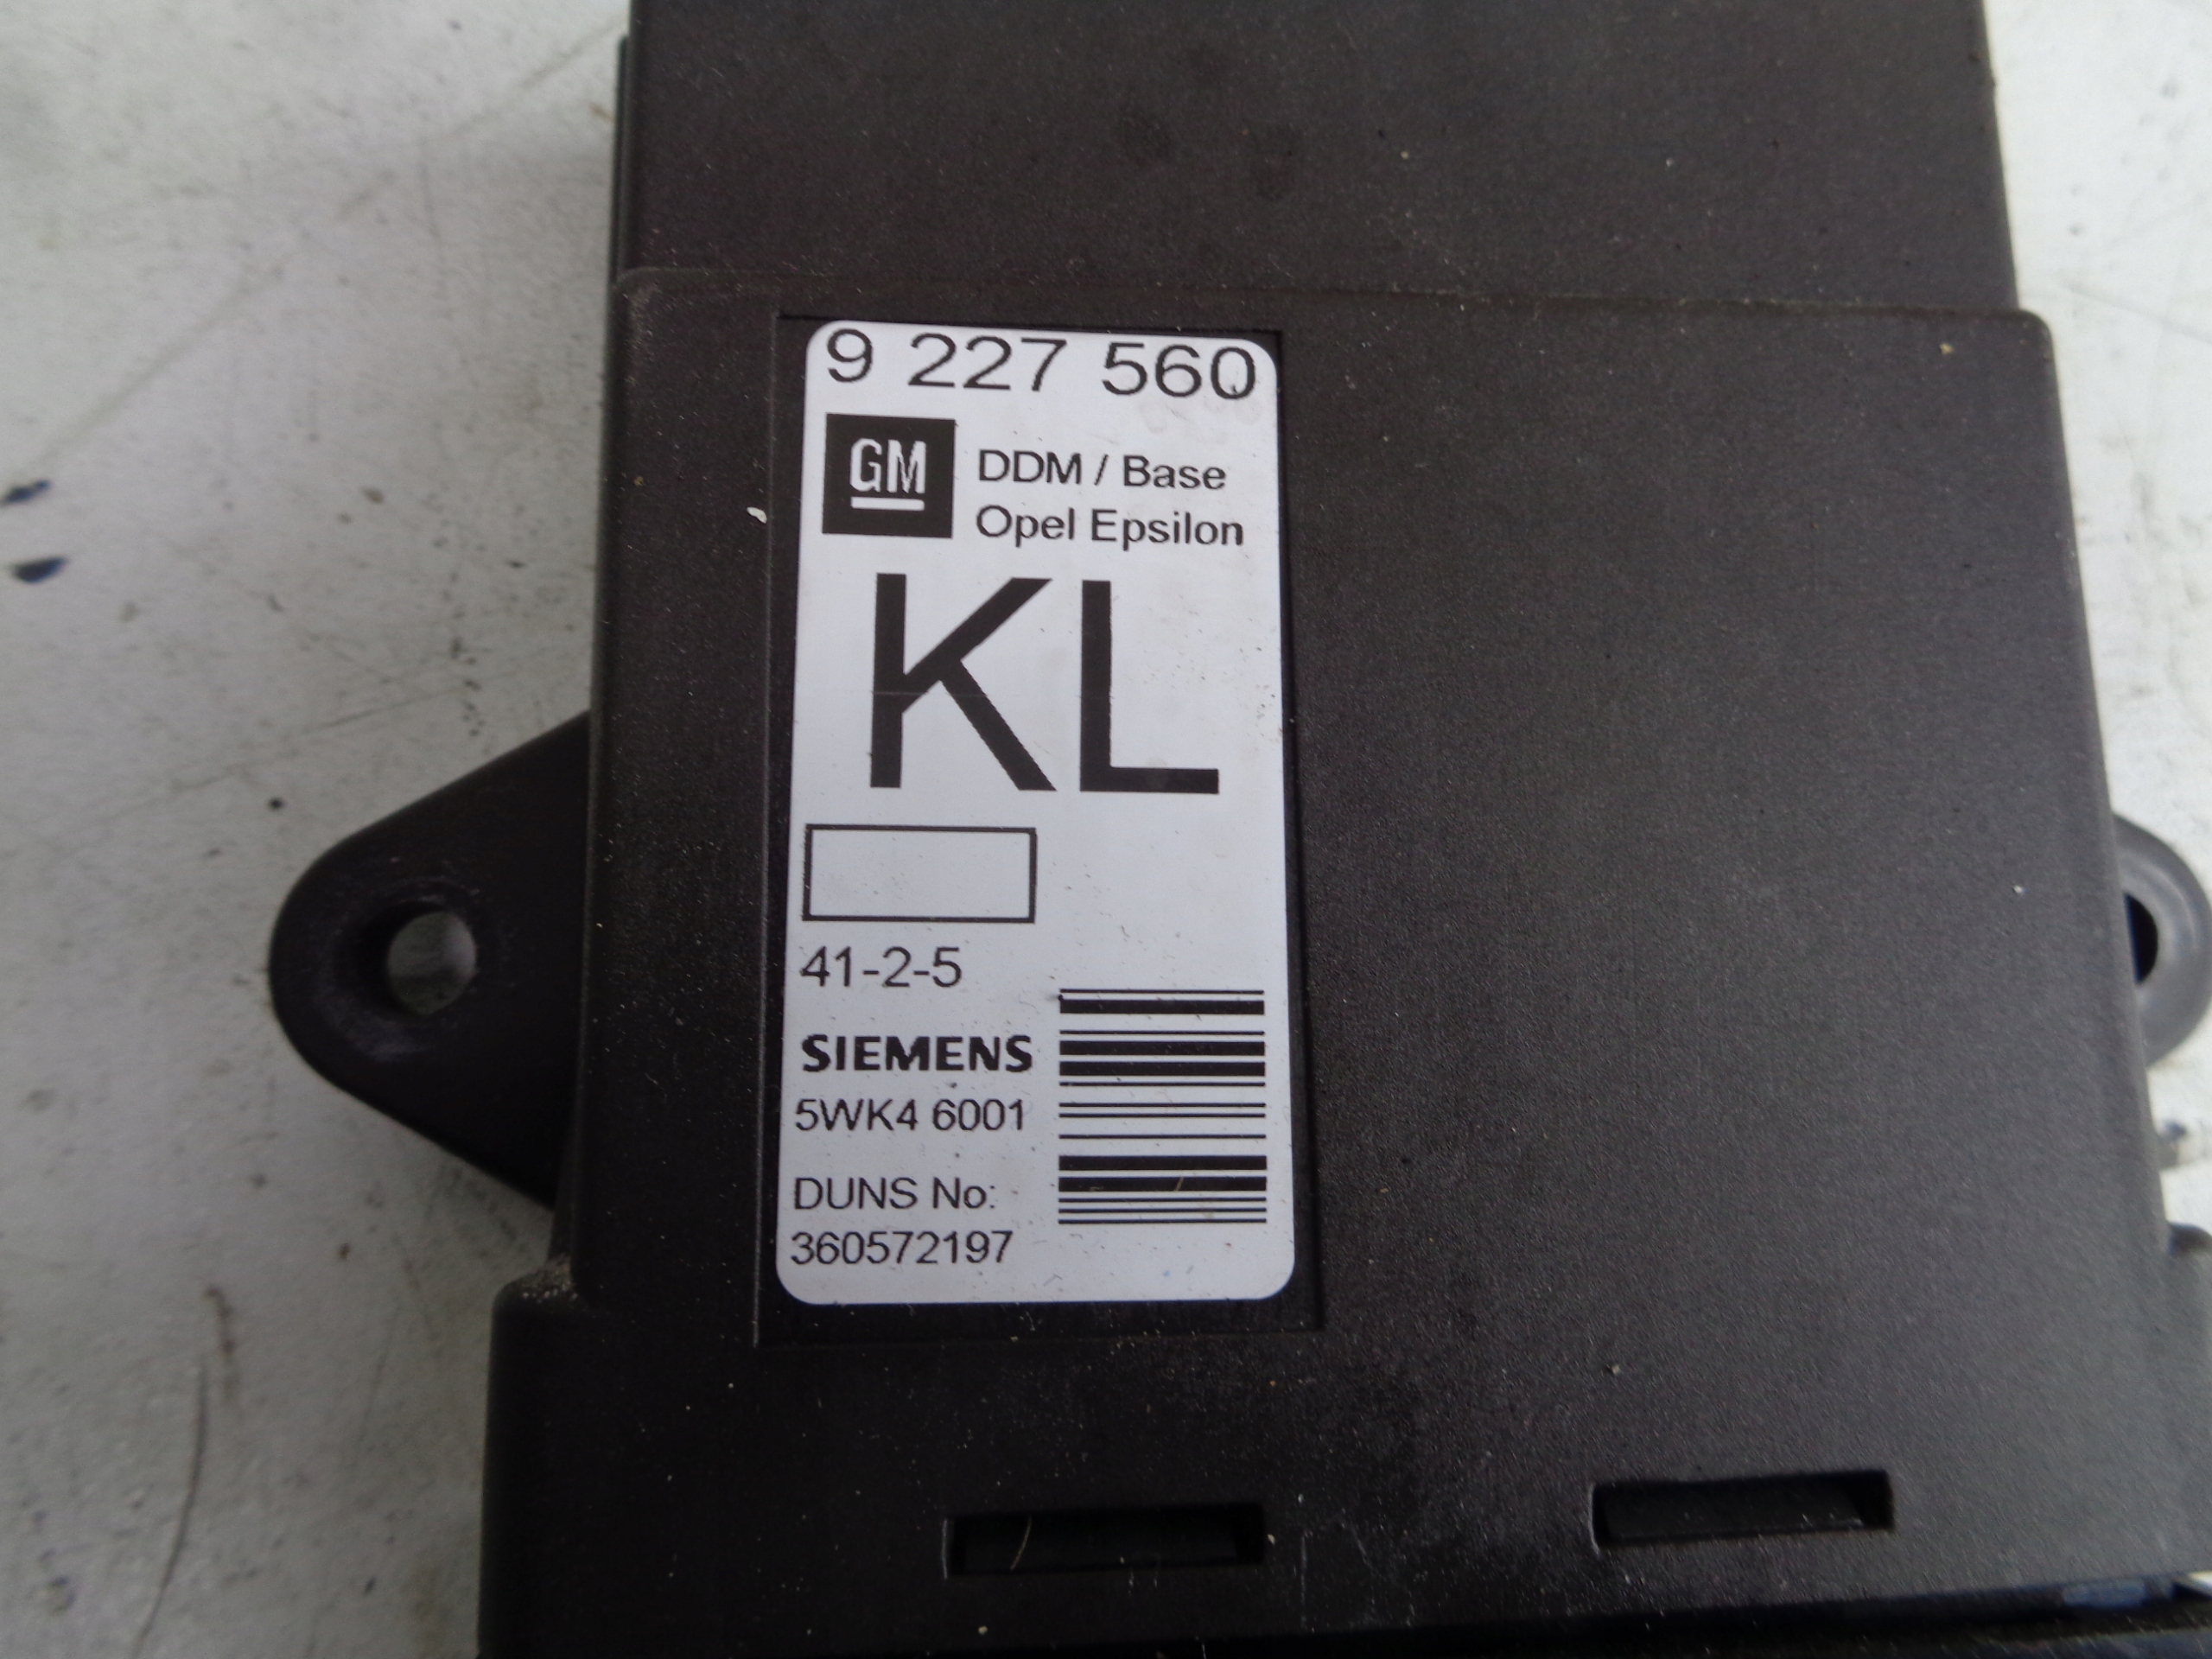 9 227 560
GM
DDM / Base
Opel Epsilon
KL
41-2-5
SIEMENS
5WK4 6001
DUNS No:
360572197